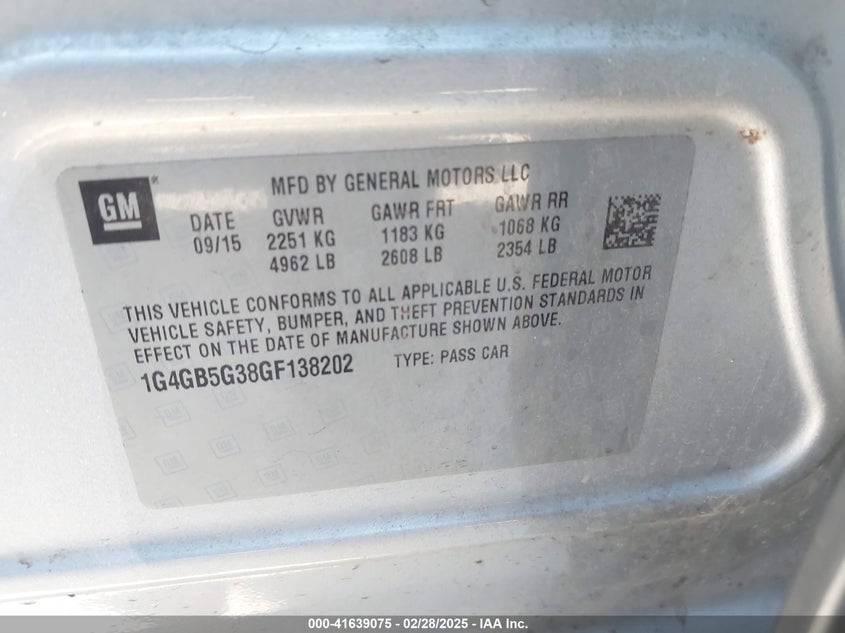 GM®
MFD BY GENERAL MOTORS LLC
DATE GVWR GAWR FRT GAWR RR
09/15 2251 KG 1183 KG 1068 KG
4962 LB 2608 LB 2354 LB
THIS VEHICLE CONFORMS TO ALL APPLICABLE U.S. FEDERAL MOTOR
VEHICLE SAFETY, BUMPER, AND THEFT PREVENTION STANDARDS IN
EFFECT ON THE DATE OF MANUFACTURE SHOWN ABOVE.
1G4GB5G38GF138202 TYPE: PASS CAR
000-41639075 - 02/28/2025 - IAA Inc.